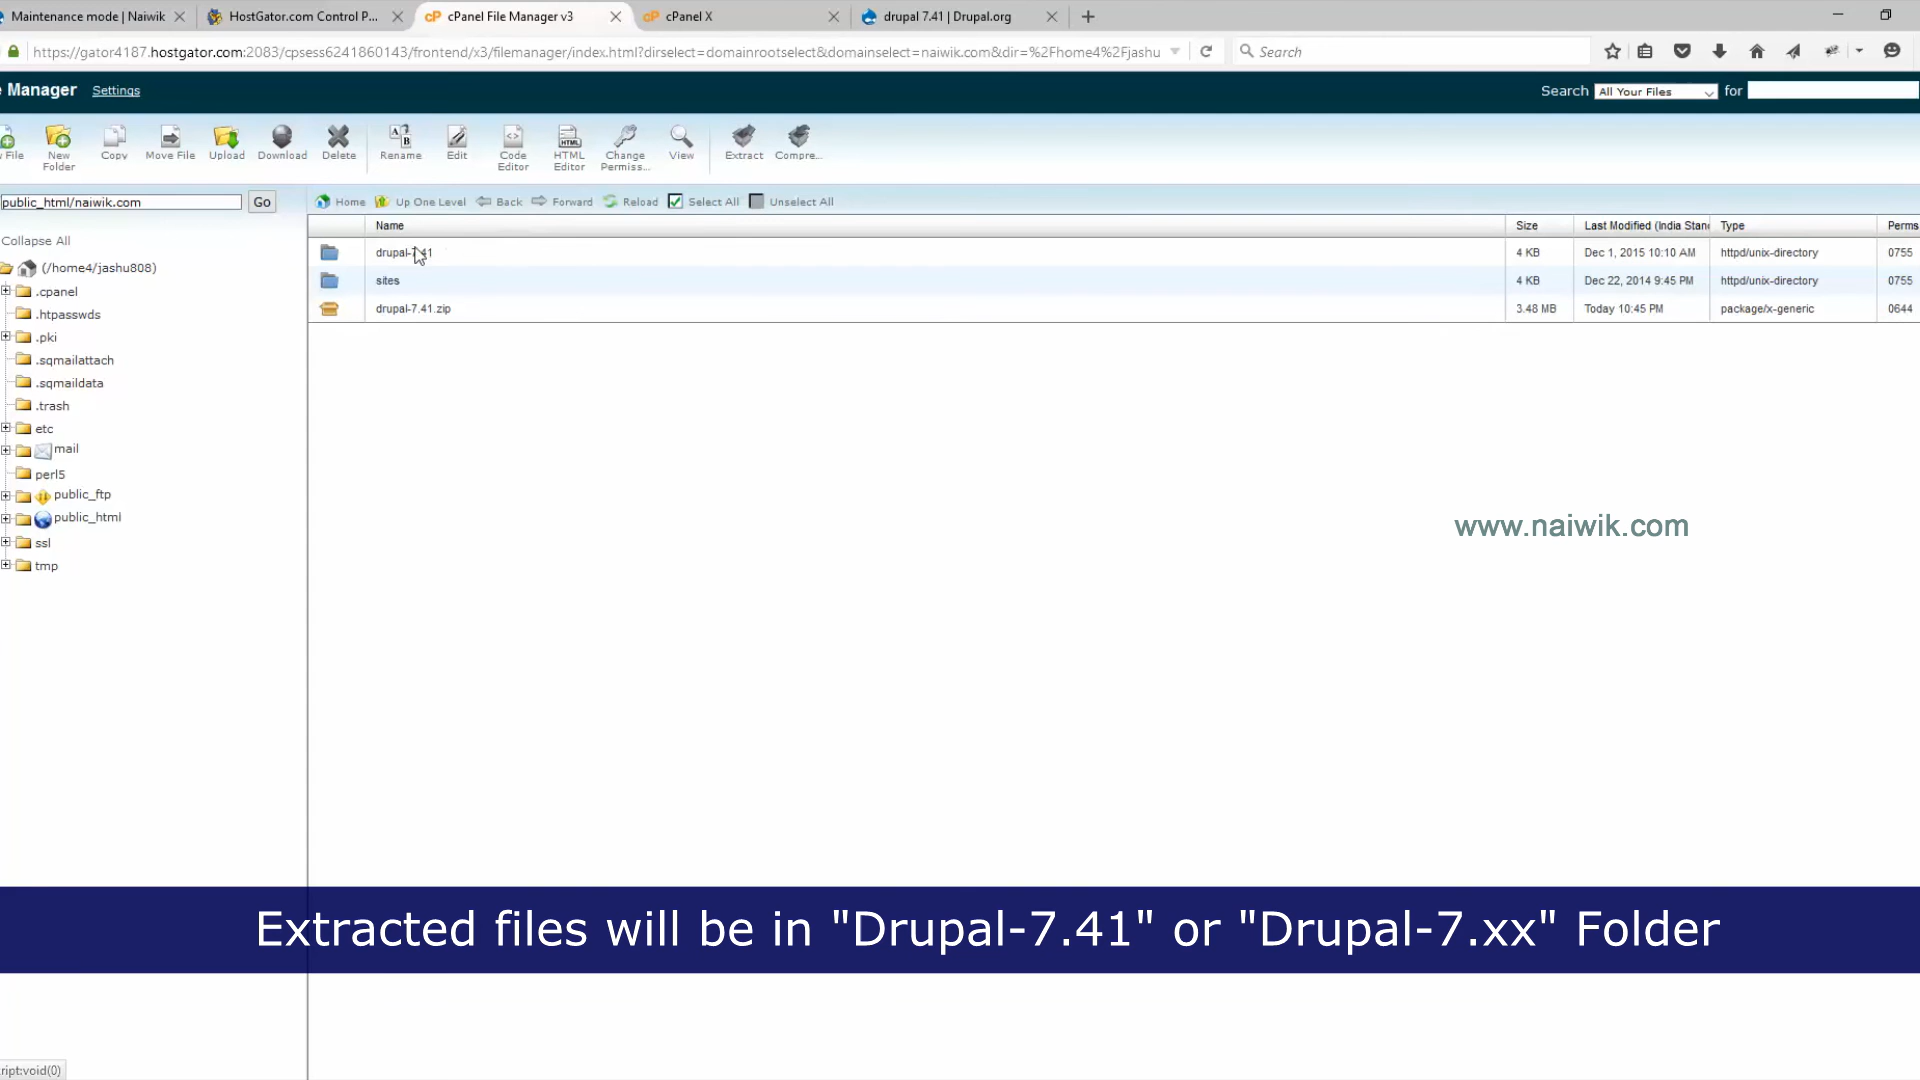 Maintenance mode | Naiwik
HostGator.com Control P...
cP cPanel File Manager v3
cP cPanel X
drupal 7.41 | Drupal.org
https://gator4187.hostgator.com:2083/cpsess6241860143/frontend/x3/filemanager/index.html?dirselect=domainrootselect&domainselect=naiwik.com&dir=%2Fhome4%2Fjashu
Search
Manager Settings
Search All Your Files for
File
New Folder
Copy
Move File
Upload
Download
Delete
Rename
Edit
Code Editor
HTML Editor
Change Permiss...
View
Extract
Compre...
public_html/naiwik.com Go
Home Up One Level Back Forward Reload Select All Unselect All
Name Size Last Modified (India Stan Type Perms
drupal-7.41 4 KB Dec 1, 2015 10:10 AM httpd/unix-directory 0755
sites 4 KB Dec 22, 2014 9:45 PM httpd/unix-directory 0755
drupal-7.41.zip 3.48 MB Today 10:45 PM package/x-generic 0644
Collapse All
(/home4/jashu808)
.cpanel
.htpasswds
.pki
.sqmailattach
.sqmaildata
.trash
etc
mail
perl5
public_ftp
public_html
ssl
tmp
www.naiwik.com
Extracted files will be in "Drupal-7.41" or "Drupal-7.xx" Folder
ript:void(0)